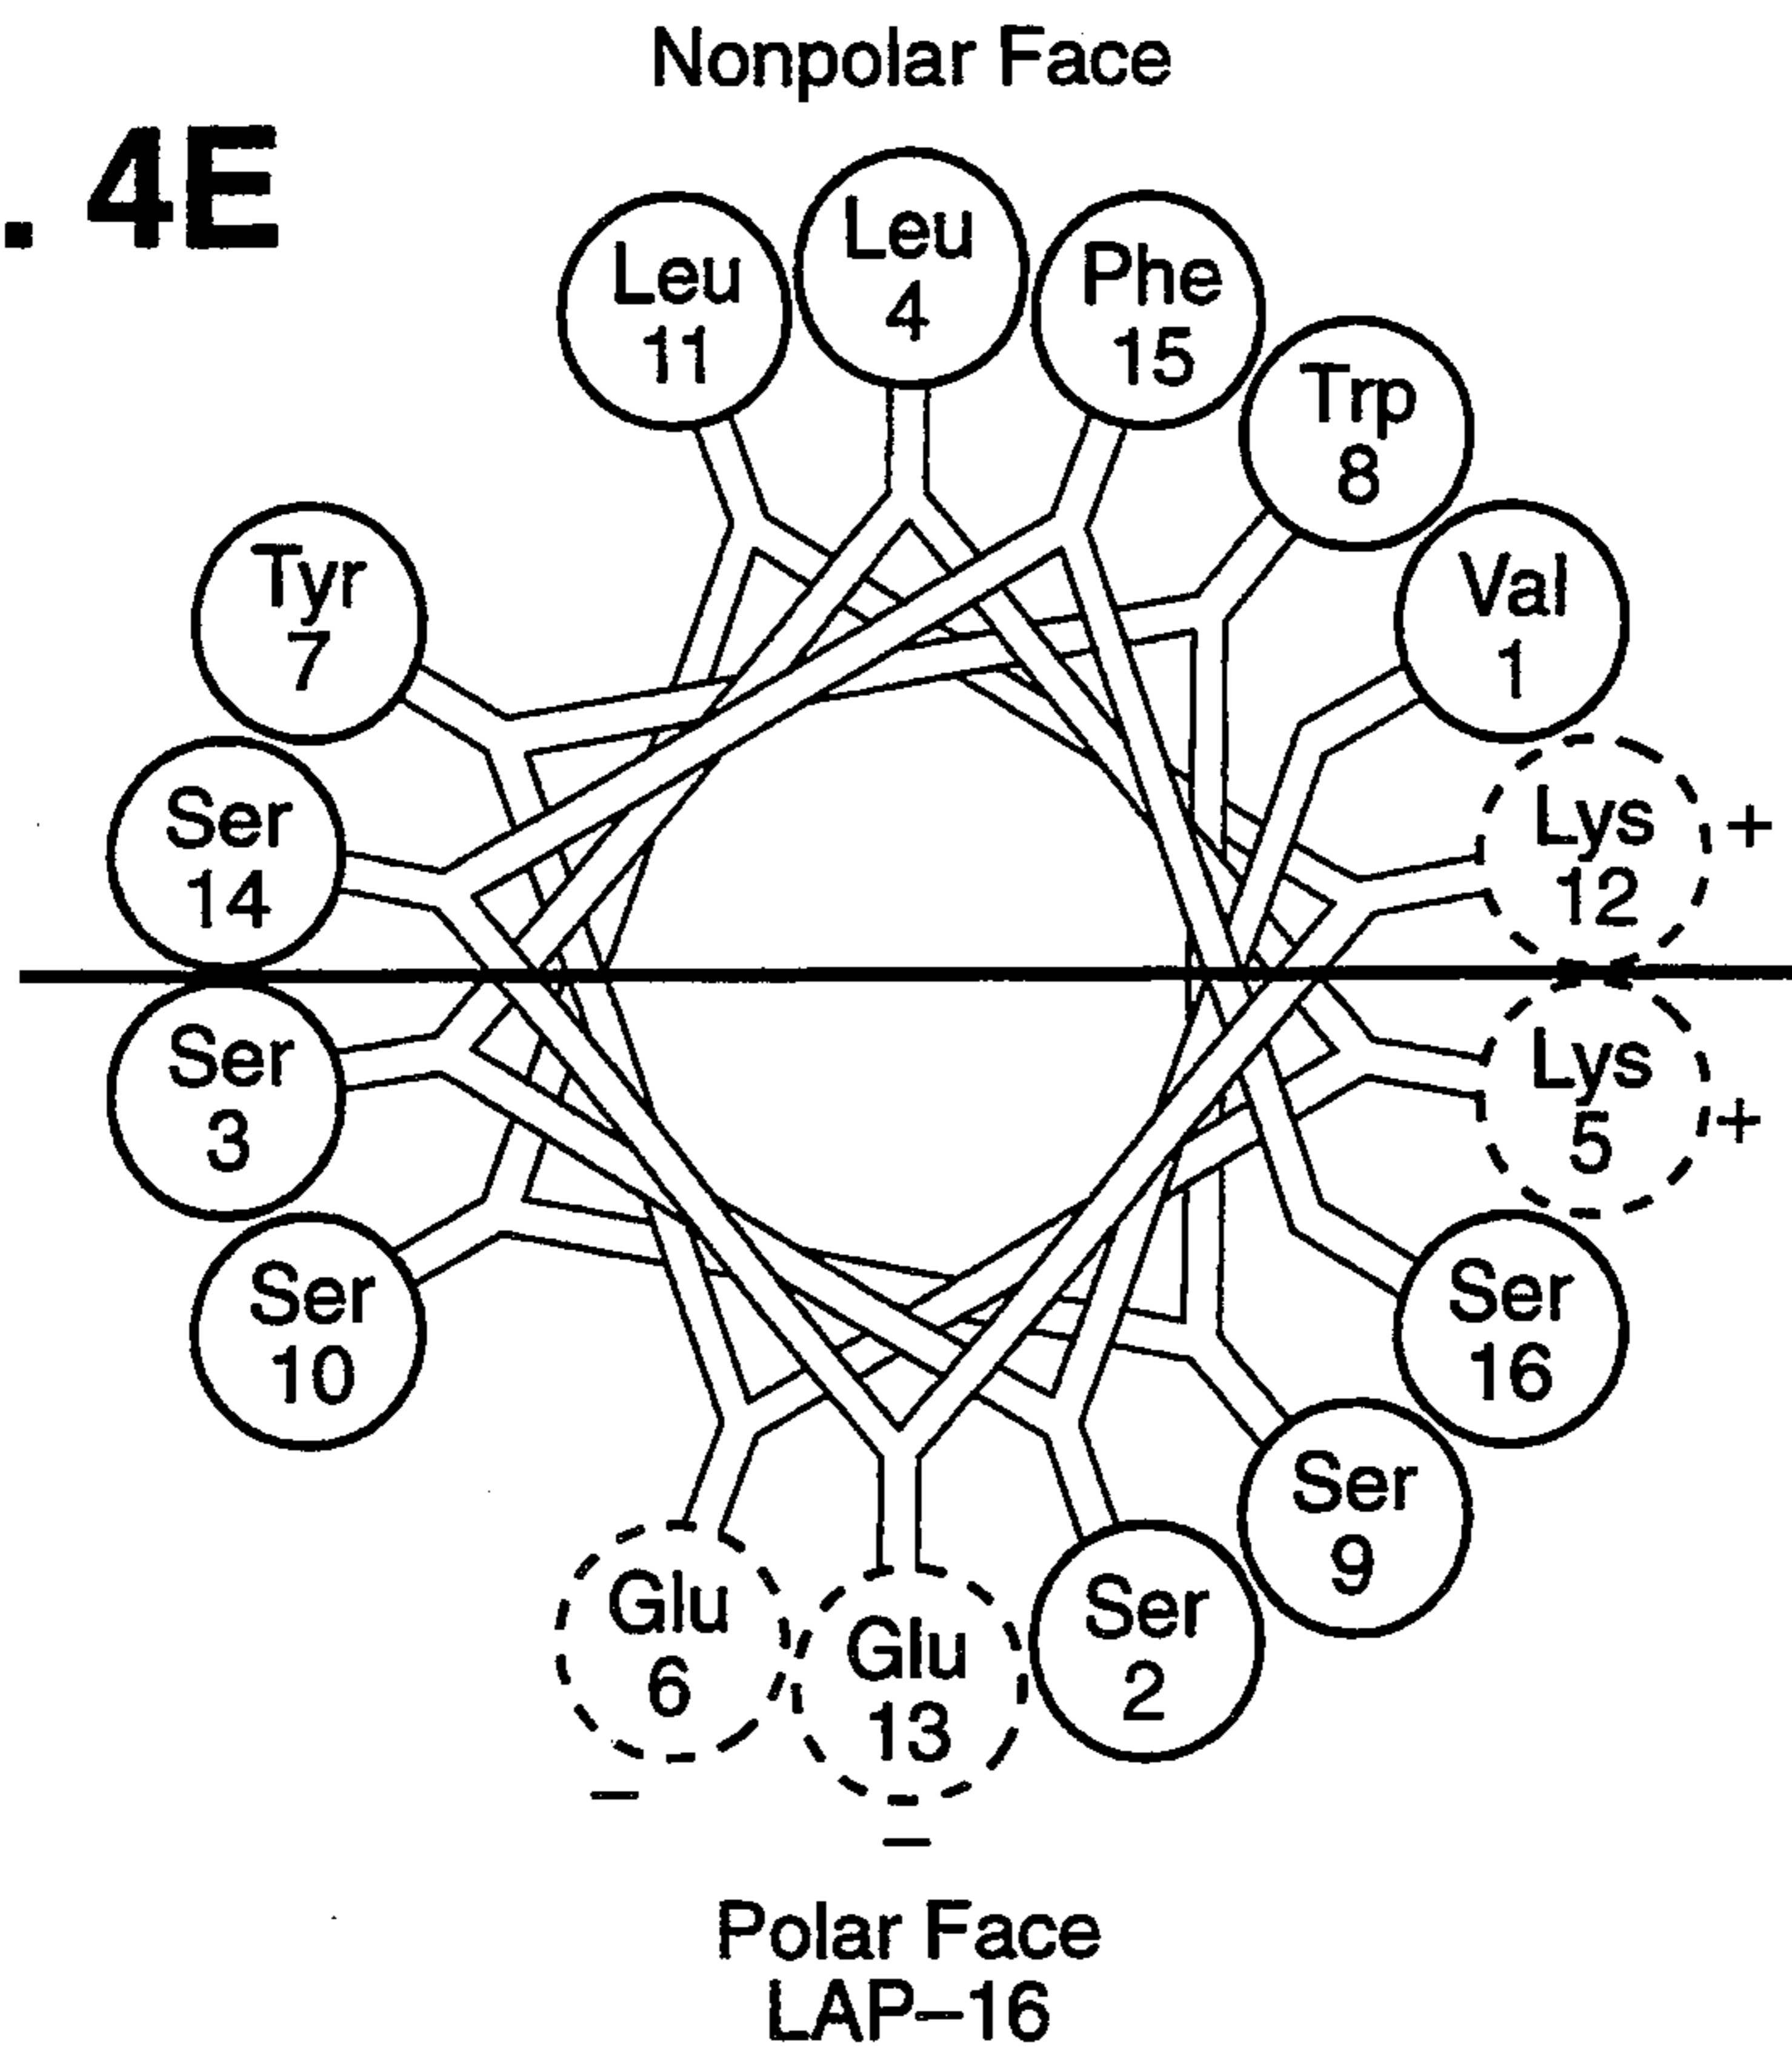 Nonpolar Face
. 4E
Leu
4
Leu
11
Phe
15
Trp
8
Tyr
7
Val
1
Ser
14
Lys
12
+
Ser
3
Lys
5
+
Ser
10
Ser
16
Ser
9
Glu
6
–
Glu
13
–
Ser
2
Polar Face
LAP–16